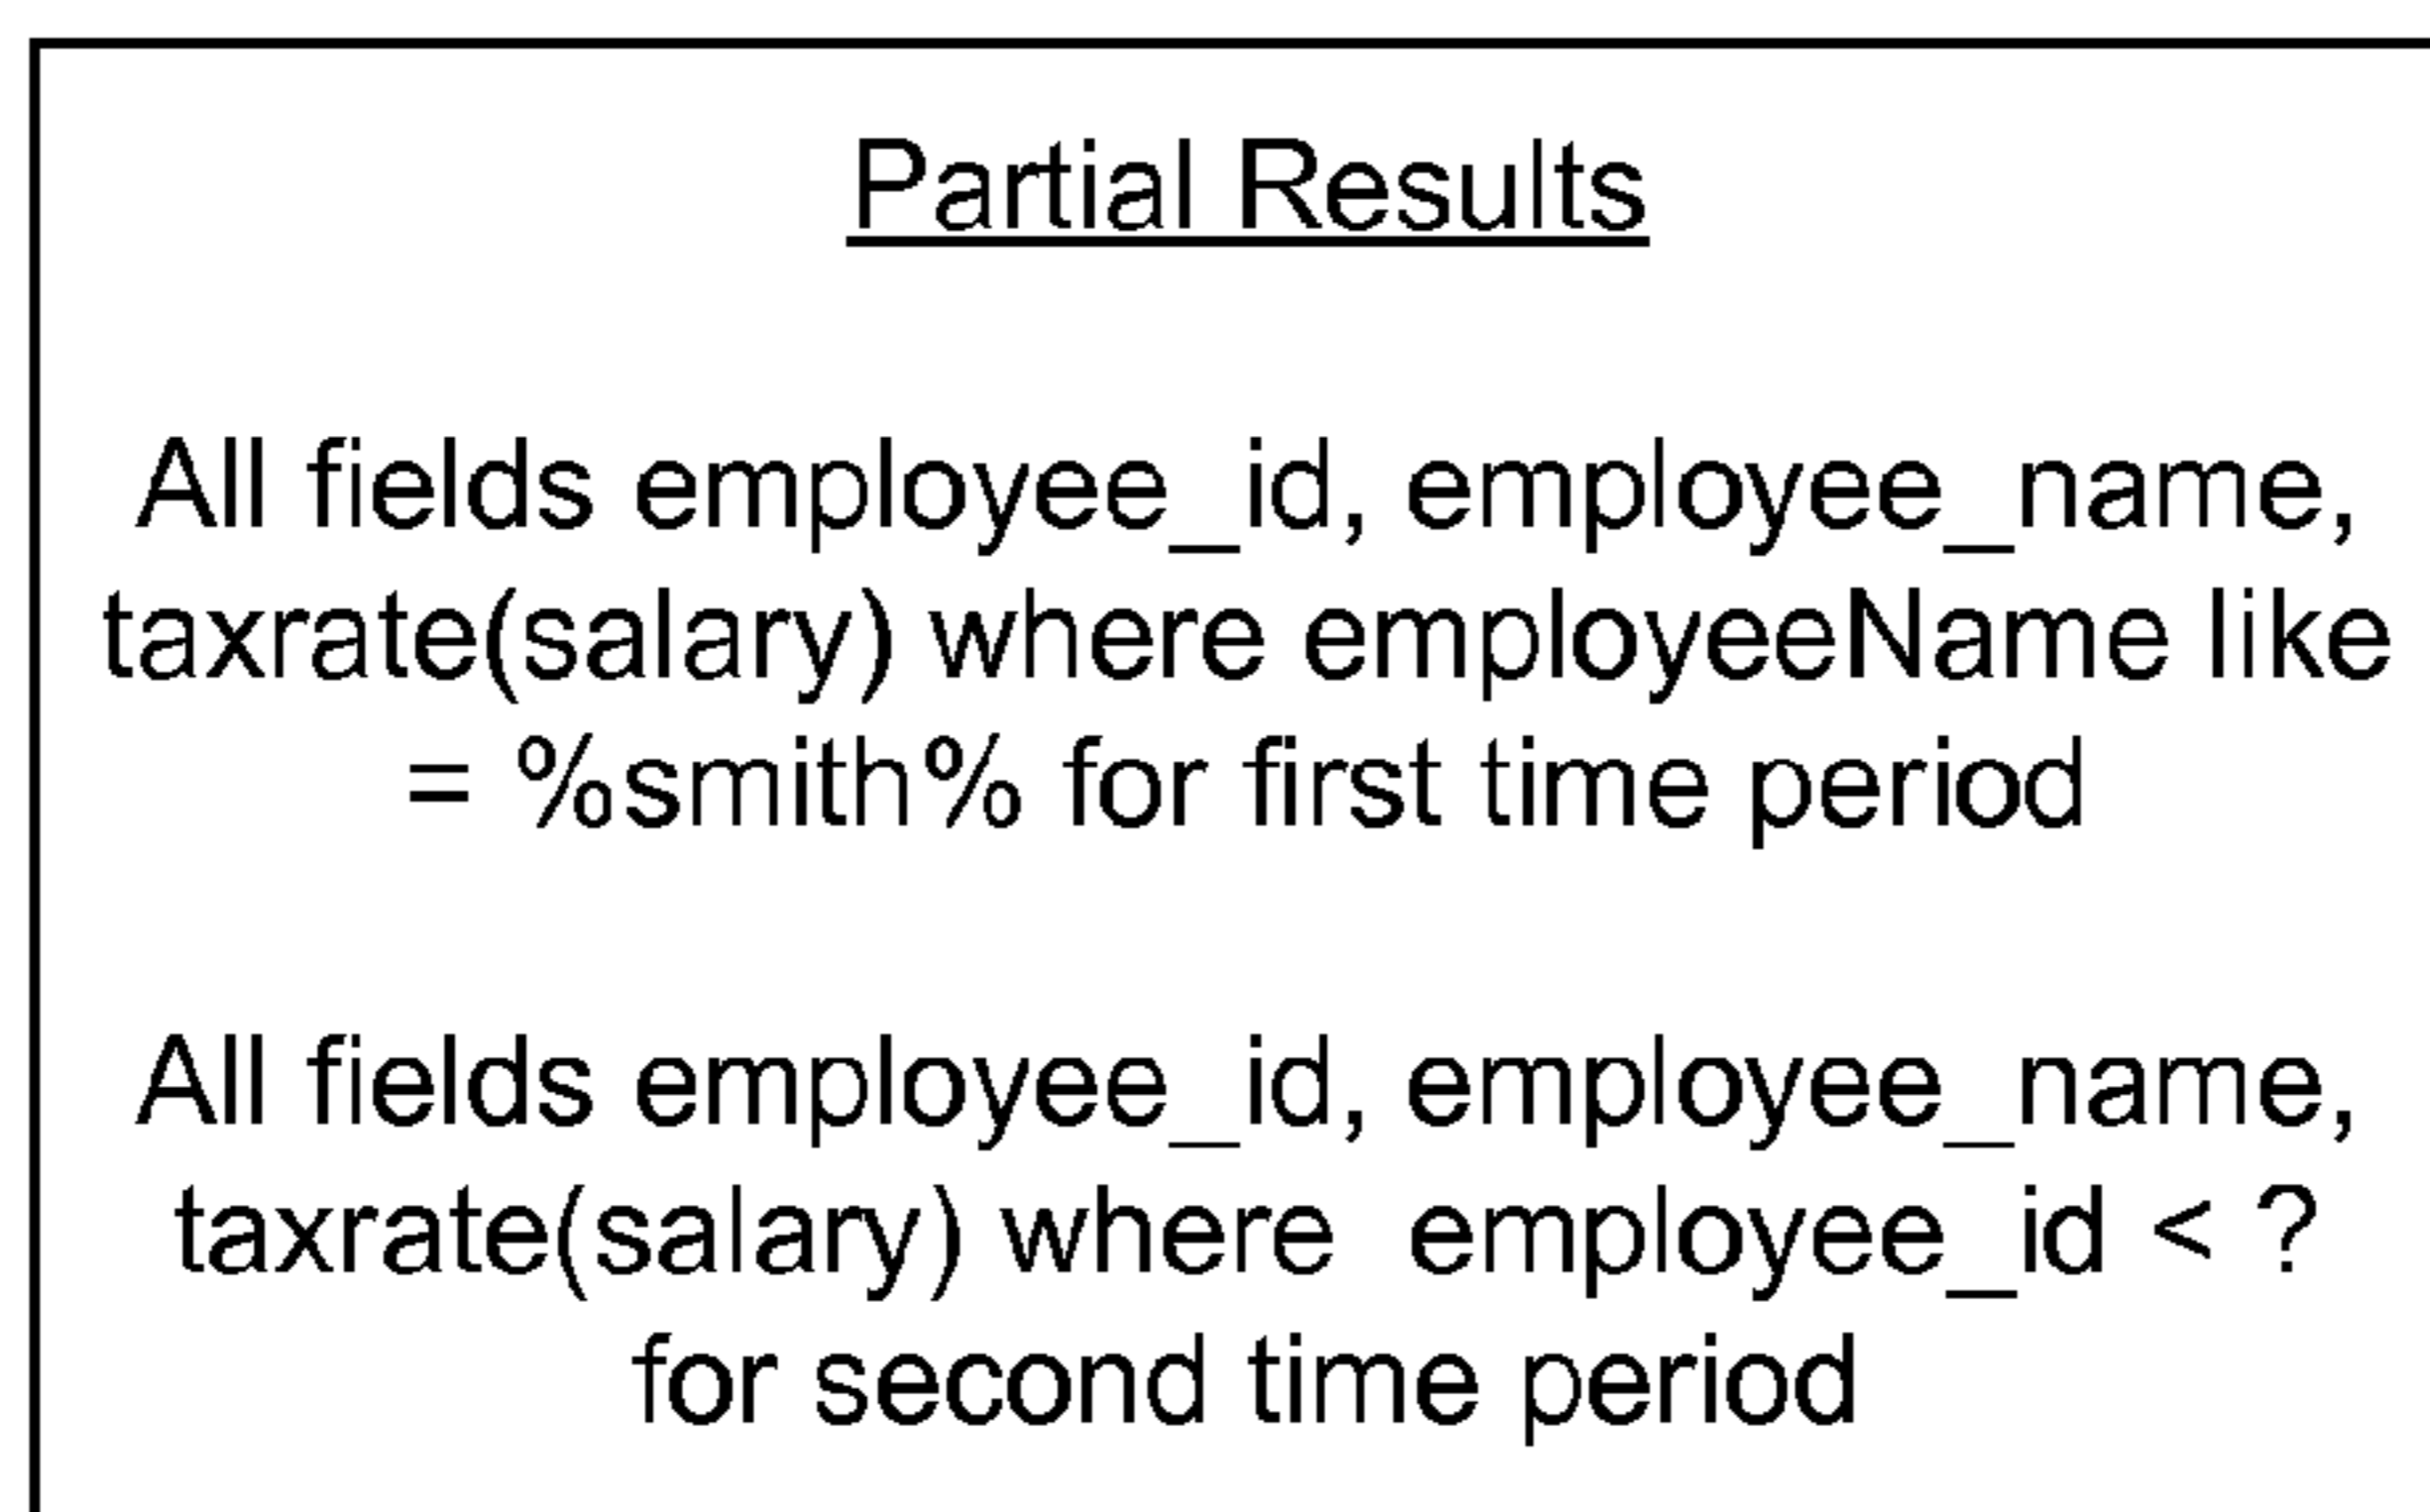 Partial Results
All fields employee_id, employee_name,
taxrate(salary) where employeeName like
= %smith% for first time period
All fields employee_id, employee_name,
taxrate(salary) where employee_id < ?
for second time period